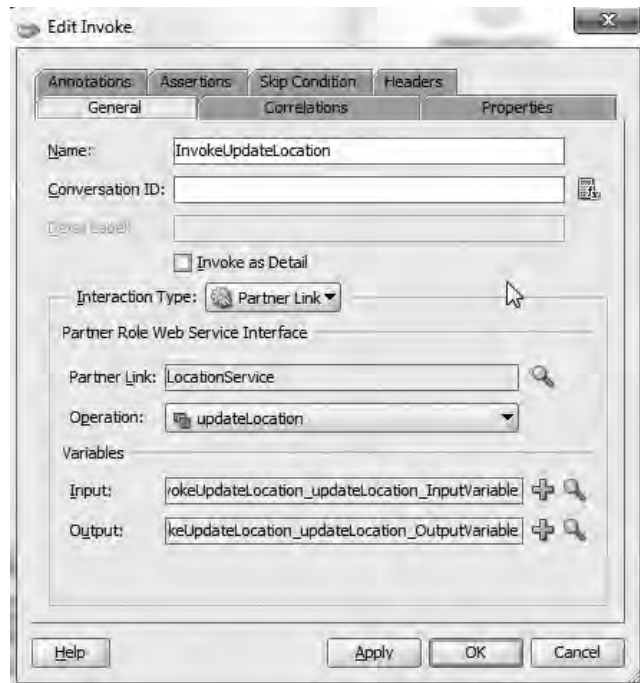 Edit Invoke
Annotations Assertions Skip Condition Headers
General Correlations Properties
Name: InvokeUpdateLocation
Conversation ID:
Detail Label:
Invoke as Detail
Interaction Type: Partner Link
Partner Role Web Service Interface
Partner Link: LocationService
Operation: updateLocation
Variables
Input: vokeUpdateLocation_updateLocation_InputVariable
Output: keUpdateLocation_updateLocation_OutputVariable
Help Apply OK Cancel